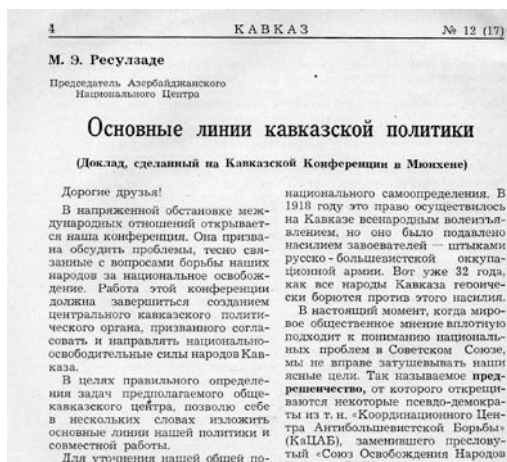 4
КАВКАЗ
№ 12 (17)
М. Э. Ресулзаде
Председатель Азербайджанского
Национального Центра
Основные линии кавказской политики
(Доклад, сделанный на Кавказской Конференции в Мюнхене)
Дорогие друзья!
В напряженной обстановке меж-
дународных отношений открывает-
ся наша конференция. Она призва-
на обсудить проблемы, тесно свя-
занные с вопросами борьбы наших
народов за национальное освобож-
дение. Работа этой конференции
должна завершиться созданием
центрального кавказского полити-
ческого органа, призванного согла-
совать и направлять национально-
освободительные силы народов Кав-
каза.
В целях правильного определе-
ния задач предполагаемого обще-
кавказского центра, позволю себе
в нескольких словах изложить
основные линии нашей политики и
совместной работы.
Для уточнения нашей общей по-
национального самоопределения. В
1918 году это право осуществилось
на Кавказе всенародным волеизъя-
влением, но оно было подавлено
насилием завоевателей — штыками
русско-большевистской оккупа-
ционной армии. Вот уже 32 года,
как все народы Кавказа героиче-
ски борются против этого насилия.
В настоящий момент, когда миро-
вое общественное мнение вплотную
подходит к пониманию националь-
ных проблем в Советском Союзе,
мы не вправе затушевывать наши
ясные цели. Так называемое пред-
решенчество, от которого открещи-
ваются некоторые псевдо-демокра-
ты из т. н. «Координационного Цен-
тра Антибольшевистской Борьбы»
(КаЦАБ), заменившего пресловут-
тый «Союз Освобождения Народов